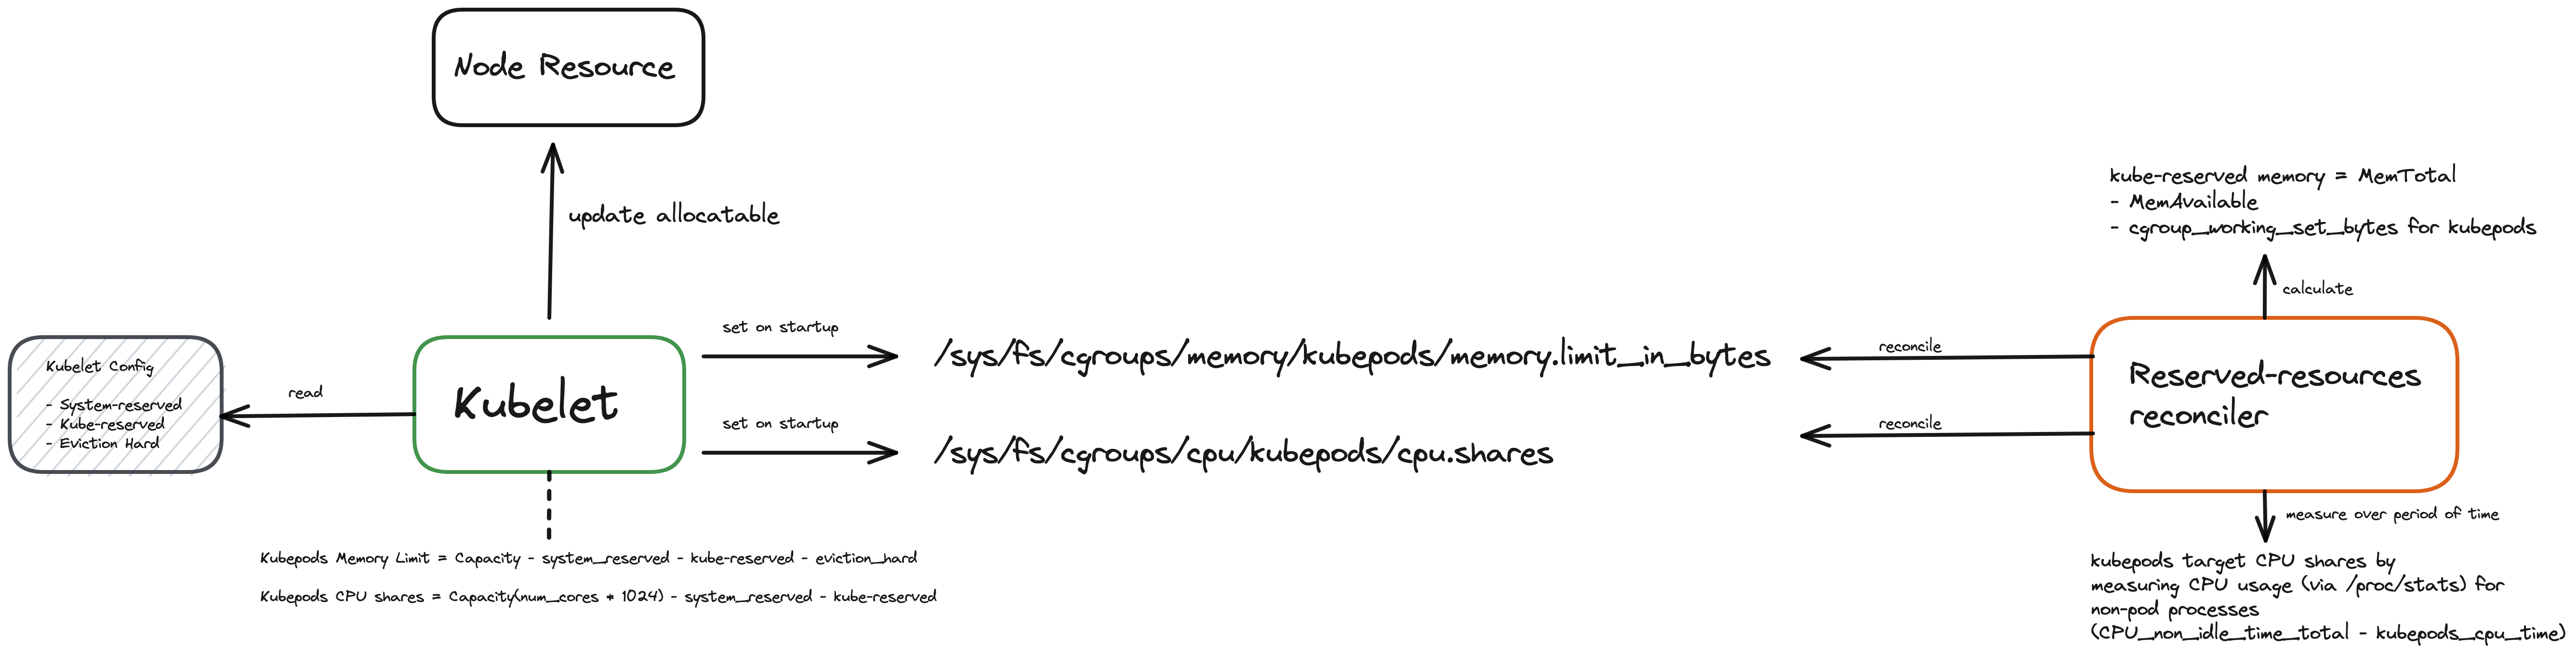 Node Resource
update allocatable
Kubelet Config
- System-reserved
- Kube-reserved
- Eviction Hard
read
Kubelet
set on startup
set on startup
/sys/fs/cgroups/memory/kubepods/memory.limit_in_bytes
/sys/fs/cgroups/cpu/kubepods/cpu.shares
Kubepods Memory Limit = Capacity - system_reserved - kube-reserved - eviction_hard
Kubepods CPU shares = Capacity(num_cores * 1024) - system_reserved - kube-reserved
reconcile
reconcile
kube-reserved memory = MemTotal
- MemAvailable
- cgroup_working_set_bytes for kubepods
calculate
Reserved-resources
reconciler
measure over period of time
kubepods target CPU shares by
measuring CPU usage (via /proc/stats) for
non-pod processes
(CPU_non_idle_time_total - kubepods_cpu_time)